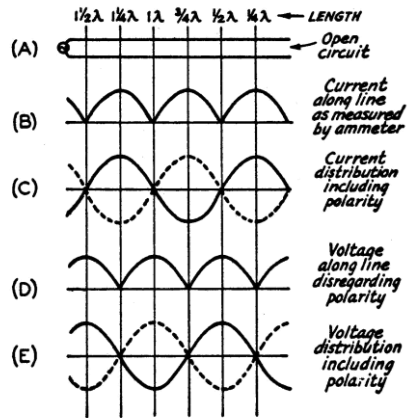 1½λ 1¼λ 1λ ¾λ ½λ ¼λ ← LENGTH
(A)
Open
circuit
(B)
Current
along line
as measured
by ammeter
(C)
Current
distribution
including
polarity
(D)
Voltage
along line
disregarding
polarity
(E)
Voltage
distribution
including
polarity